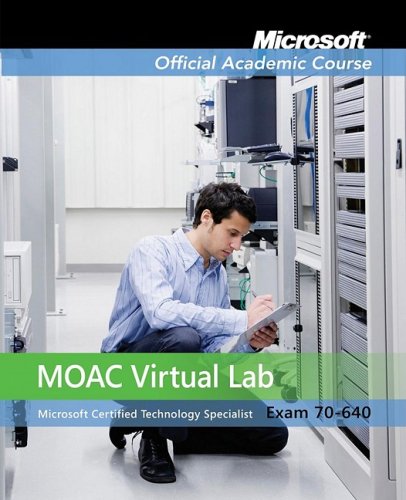 Microsoft®
Official Academic Course
MOAC Virtual Lab
Microsoft Certified Technology Specialist Exam 70-640